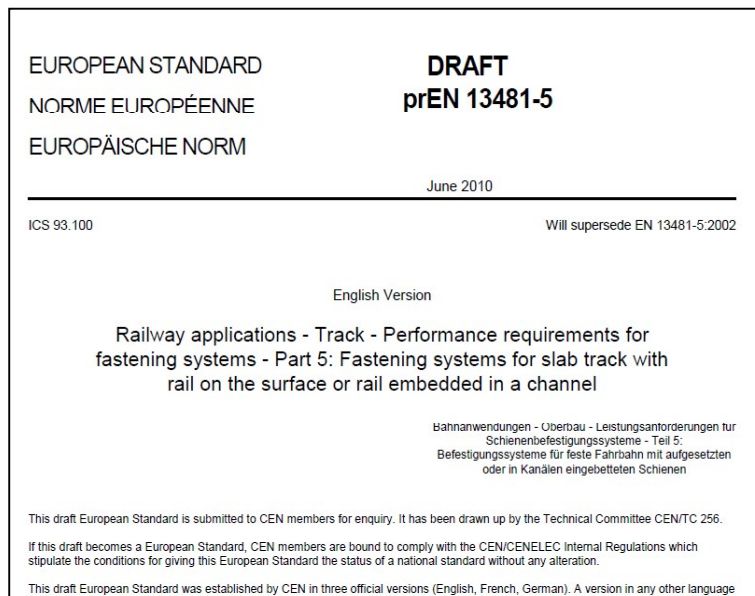 EUROPEAN STANDARD
DRAFT
NORME EUROPÉENNE
prEN 13481-5
EUROPÄISCHE NORM
June 2010
ICS 93.100
Will supersede EN 13481-5:2002
English Version
Railway applications - Track - Performance requirements for
fastening systems - Part 5: Fastening systems for slab track with
rail on the surface or rail embedded in a channel
Bahnanwendungen - Oberbau - Leistungsanforderungen für
Schienenbefestigungssysteme - Teil 5:
Befestigungssysteme für feste Fahrbahn mit aufgesetzten
oder in Kanälen eingebetteten Schienen
This draft European Standard is submitted to CEN members for enquiry. It has been drawn up by the Technical Committee CEN/TC 256.
If this draft becomes a European Standard, CEN members are bound to comply with the CEN/CENELEC Internal Regulations which
stipulate the conditions for giving this European Standard the status of a national standard without any alteration.
This draft European Standard was established by CEN in three official versions (English, French, German). A version in any other language